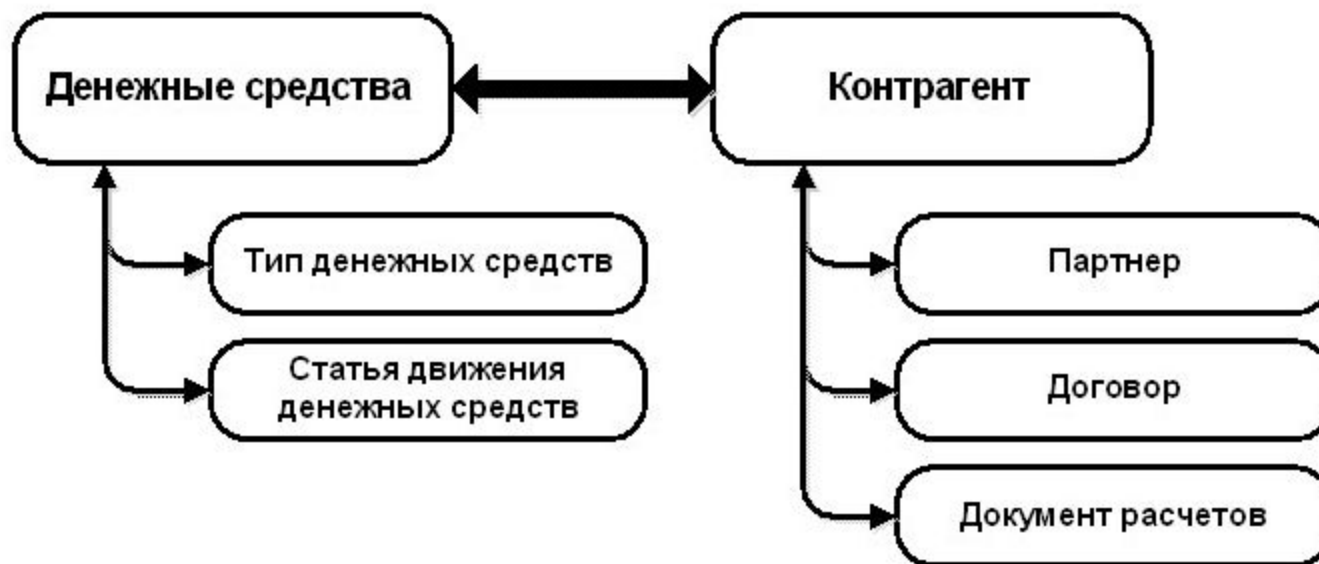 Денежные средства
Контрагент
Тип денежных средств
Статья движения
денежных средств
Партнер
Договор
Документ расчетов